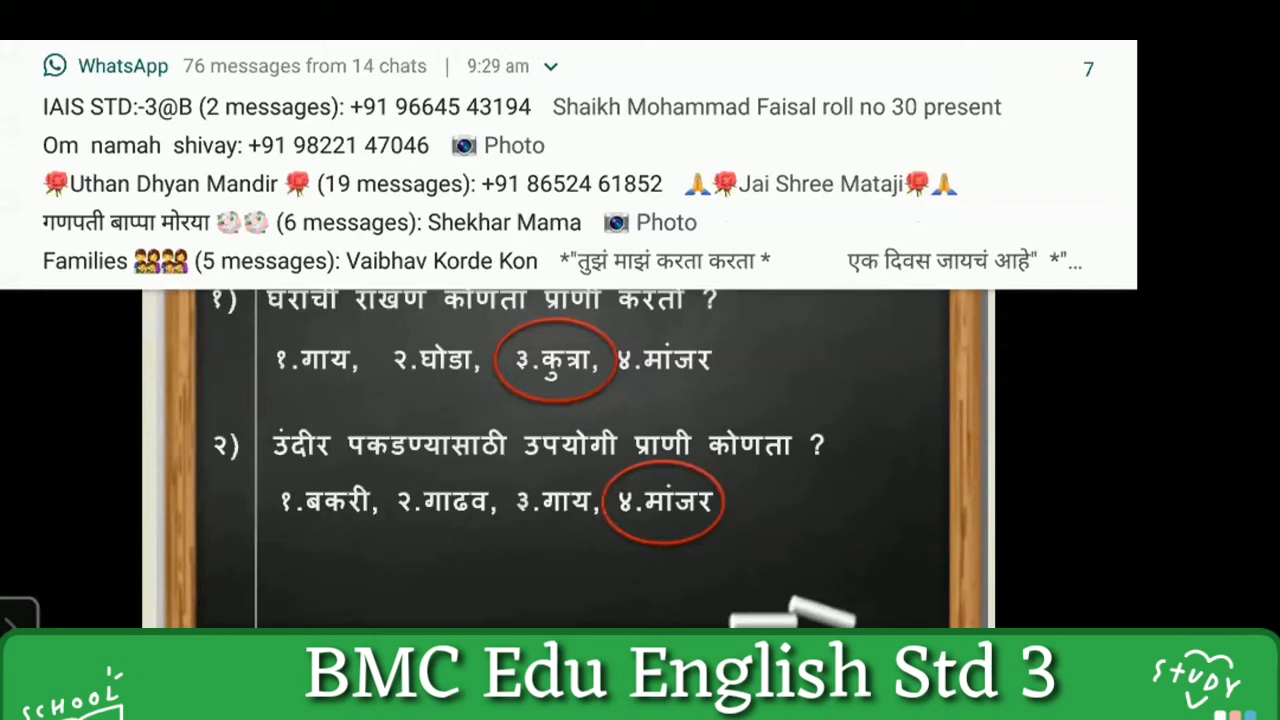 WhatsApp 76 messages from 14 chats | 9:29 am 7
IAIS STD:-3@B (2 messages): +91 96645 43194 Shaikh Mohammad Faisal roll no 30 present
Om namah shivay: +91 98221 47046 📷 Photo
🌹Uthan Dhyan Mandir 🌹 (19 messages): +91 86524 61852 🙏🌹Jai Shree Mataji🌹🙏
गणपती बाप्पा मोरया (6 messages): Shekhar Mama 📷 Photo
Families (5 messages): Vaibhav Korde Kon *"तुझं माझं करता करता * एक दिवस जायचं आहे" *"...
१) घराची राखण कोणता प्राणी करतो ?
१.गाय, २.घोडा, ३.कुत्रा, ४.मांजर
२) उंदीर पकडण्यासाठी उपयोगी प्राणी कोणता ?
१.बकरी, २.गाढव, ३.गाय, ४.मांजर
BMC Edu English Std 3
SCHOOL
STUDY